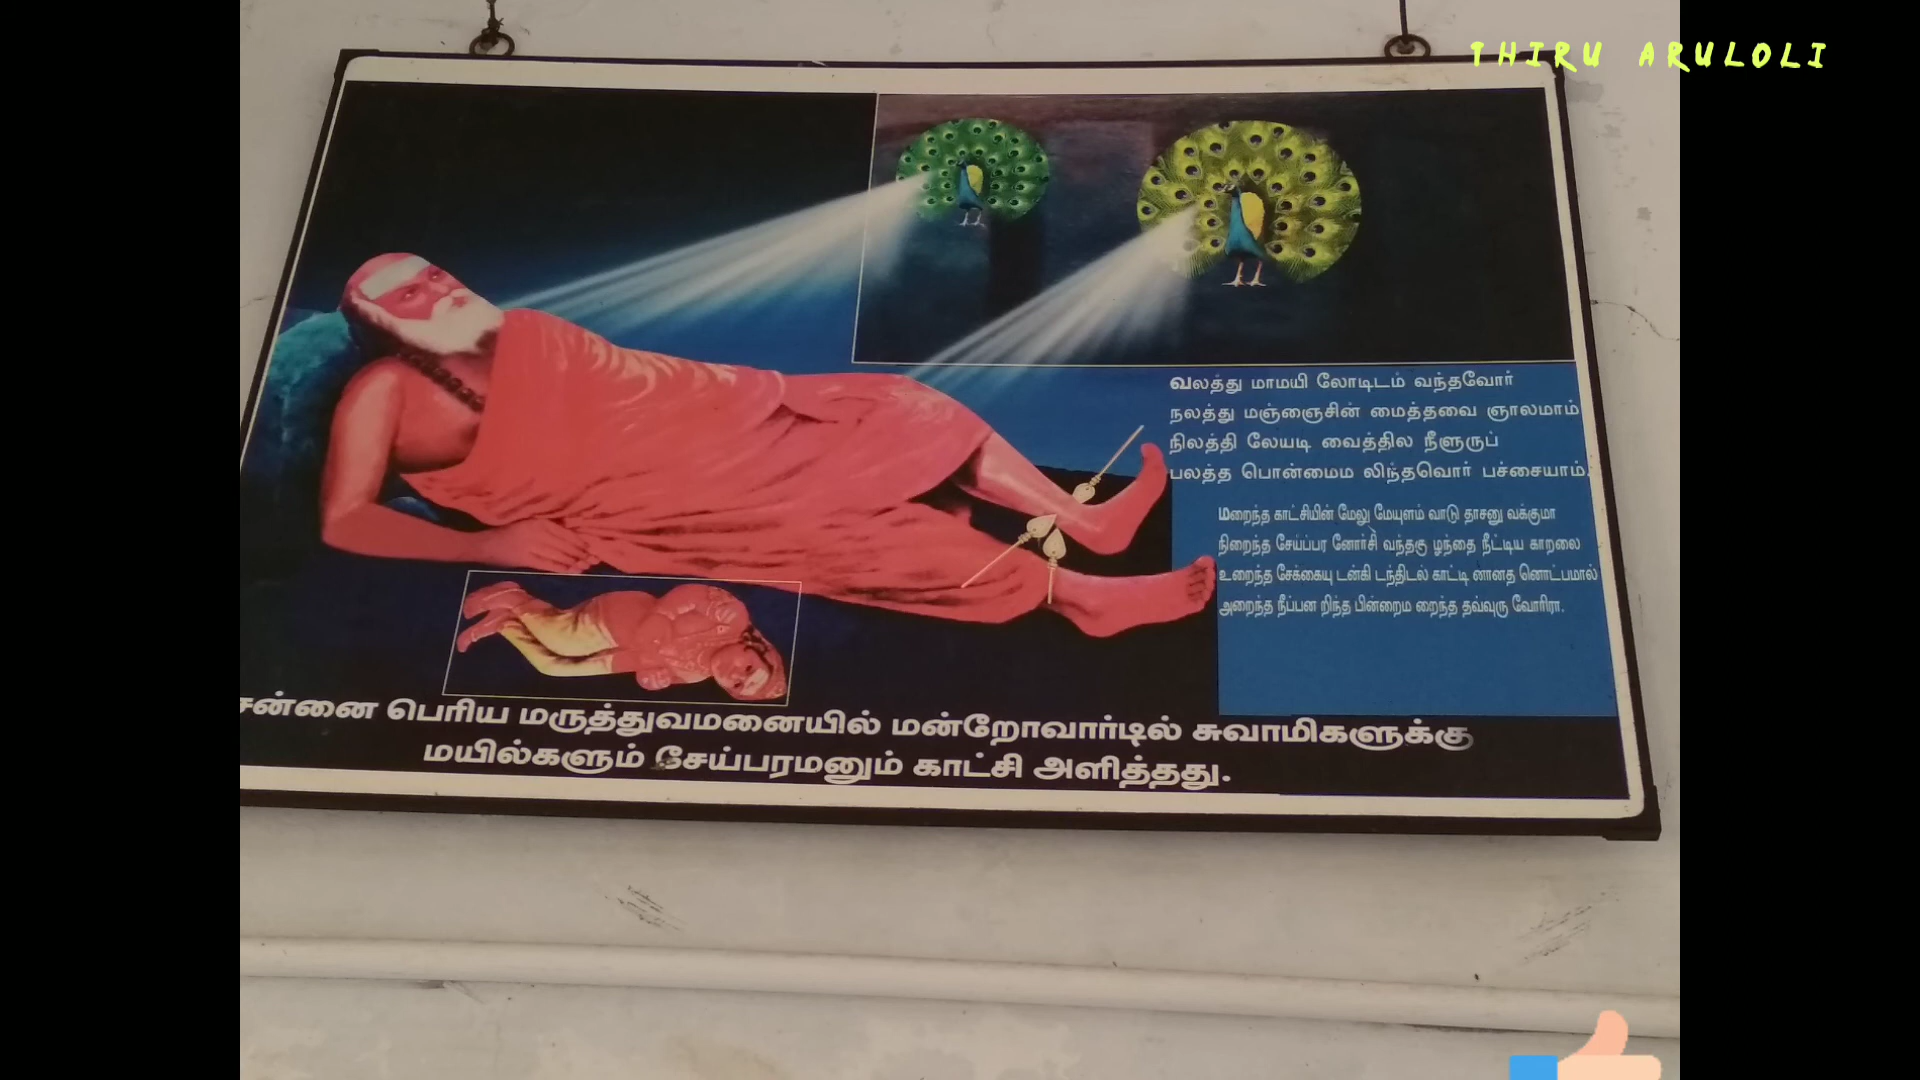 THIRU ARULOLI
வலத்து மாமயி லோடிடம் வந்தவோர்
நலத்து மஞ்ஞைசின் மைத்தவை ஞாலமாம்
நிலத்தி லேயடி வைத்தில நீளுருப்
பலத்த பொன்மைம லிந்தவொர் பச்சையாம்.
மறைந்த காட்சியின் மேலு மேயுளம் வாடு தாசனு வக்குமா
நிறைந்த சேய்ப்பர னோர்சி வந்தகு ழந்தை நீட்டிய காறலை
உறைந்த சேக்கையு டன்கி டந்திடல் காட்டி னானத னொட்பமால்
அறைந்த நீப்பன றிந்த பின்றைம றைந்த தவ்வுரு வோரிரா.
சென்னை பெரிய மருத்துவமனையில் மன்றோவார்டில் சுவாமிகளுக்கு
மயில்களும் சேய்பரமனும் காட்சி அளித்தது.